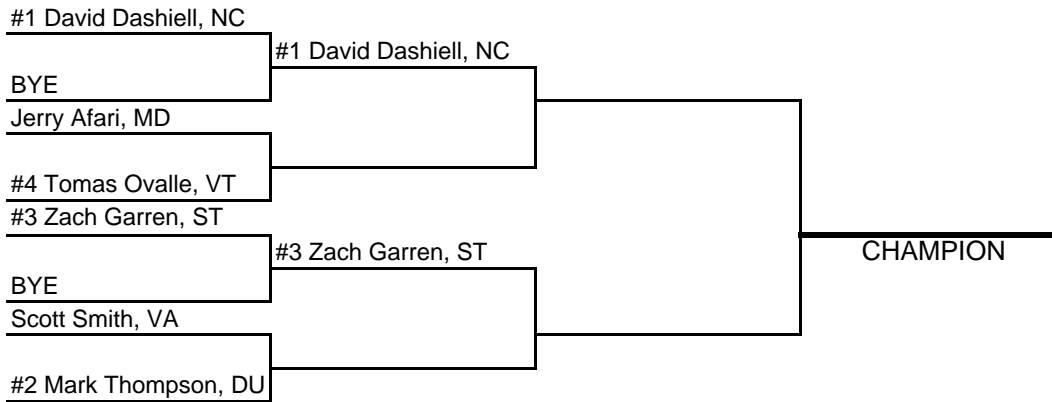 #1 David Dashiell, NC
#1 David Dashiell, NC
BYE
Jerry Afari, MD
#4 Tomas Ovalle, VT
#3 Zach Garren, ST
#3 Zach Garren, ST
CHAMPION
BYE
Scott Smith, VA
#2 Mark Thompson, DU